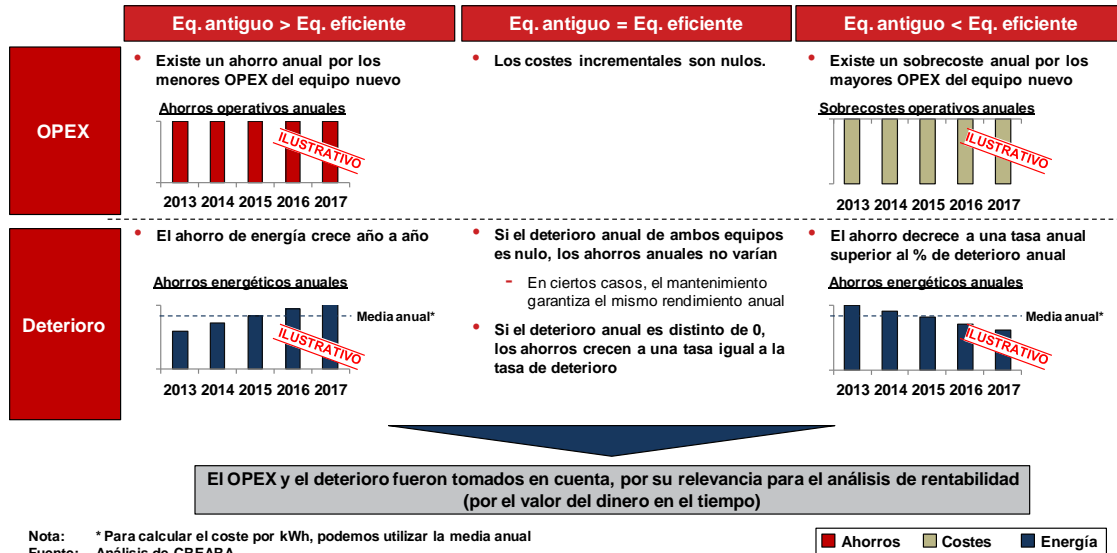 Eq. antiguo > Eq. eficiente
Eq. antiguo = Eq. eficiente
Eq. antiguo < Eq. eficiente
OPEX
• Existe un ahorro anual por los
menores OPEX del equipo nuevo
Ahorros operativos anuales
ILUSTRATIVO
2013 2014 2015 2016 2017
• Los costes incrementales son nulos.
• Existe un sobrecoste anual por los
mayores OPEX del equipo nuevo
Sobrecostes operativos anuales
ILUSTRATIVO
2013 2014 2015 2016 2017
Deterioro
• El ahorro de energía crece año a año
Ahorros energéticos anuales
Media anual*
ILUSTRATIVO
2013 2014 2015 2016 2017
• Si el deterioro anual de ambos equipos
es nulo, los ahorros anuales no varían
- En ciertos casos, el mantenimiento
garantiza el mismo rendimiento anual
• Si el deterioro anual es distinto de 0,
los ahorros crecen a una tasa igual a la
tasa de deterioro
• El ahorro decrece a una tasa anual
superior al % de deterioro anual
Ahorros energéticos anuales
Media anual*
ILUSTRATIVO
2013 2014 2015 2016 2017
El OPEX y el deterioro fueron tomados en cuenta, por su relevancia para el análisis de rentabilidad
(por el valor del dinero en el tiempo)
Nota: * Para calcular el coste por kWh, podemos utilizar la media anual
Fuente: Análisis de CREARA
Ahorros Costes Energía